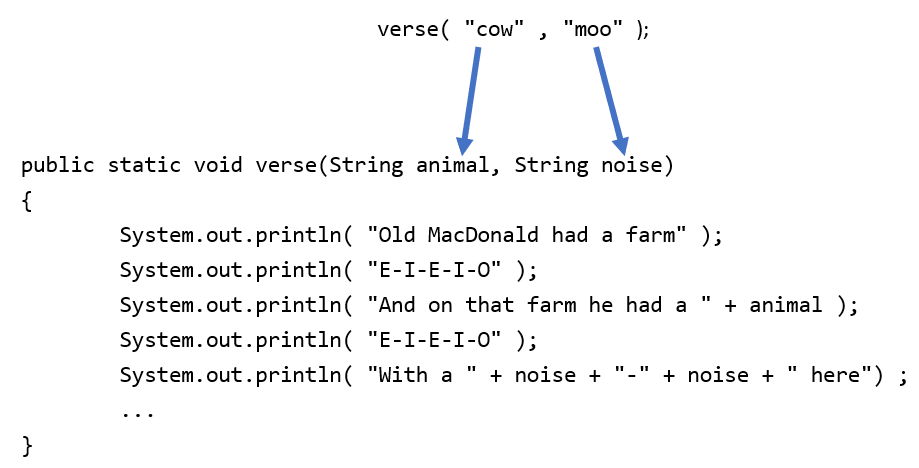 verse( "cow" , "moo" );
public static void verse(String animal, String noise)
{
System.out.println( "Old MacDonald had a farm" );
System.out.println( "E-I-E-I-O" );
System.out.println( "And on that farm he had a " + animal );
System.out.println( "E-I-E-I-O" );
System.out.println( "With a " + noise + "-" + noise + " here") ;
...
}